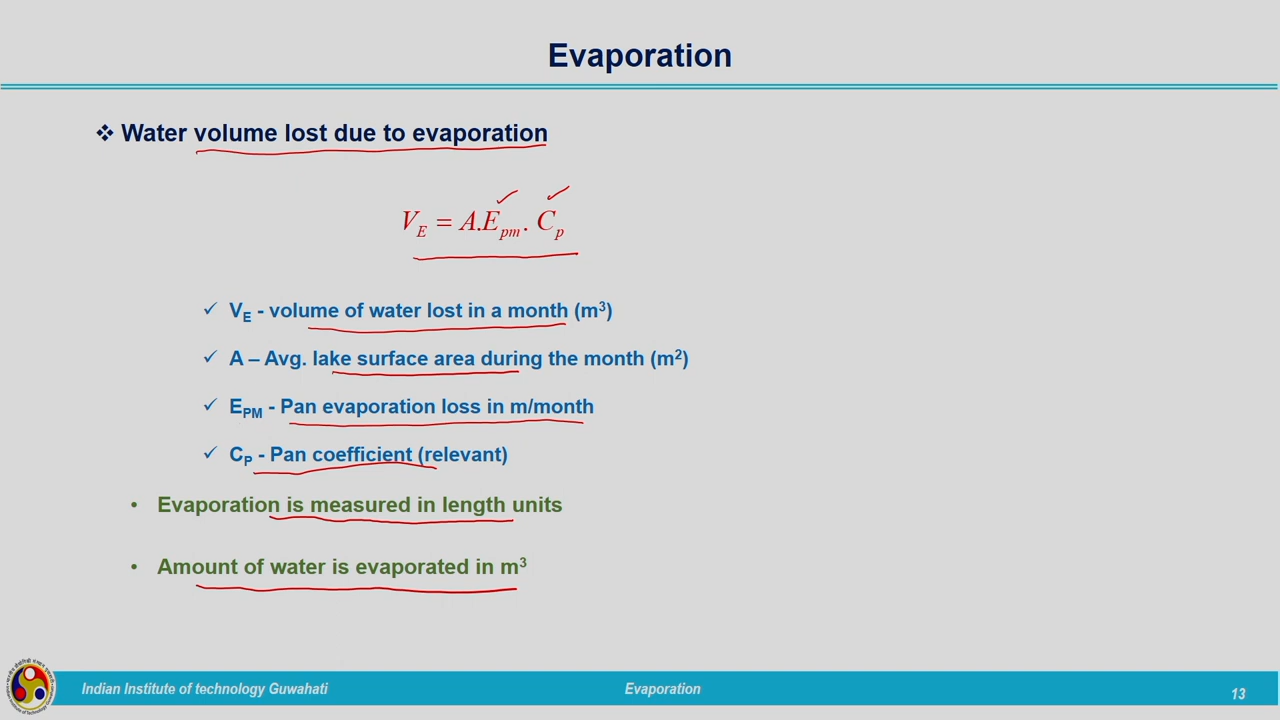 Evaporation
❖ Water volume lost due to evaporation
V_E = A.E_pm . C_p
✓ V_E - volume of water lost in a month (m³)
✓ A – Avg. lake surface area during the month (m²)
✓ E_PM - Pan evaporation loss in m/month
✓ C_P - Pan coefficient (relevant)
• Evaporation is measured in length units
• Amount of water is evaporated in m³
Indian Institute of technology Guwahati Evaporation 13